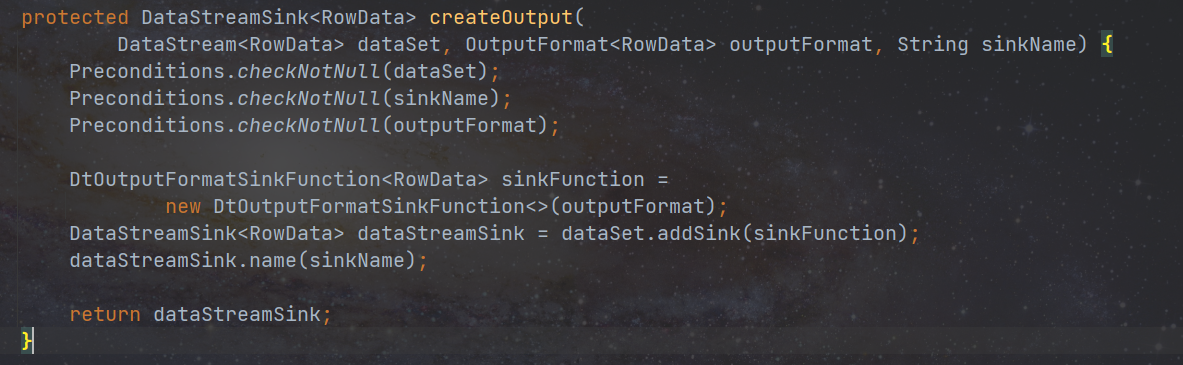 protected DataStreamSink<RowData> createOutput(
        DataStream<RowData> dataSet, OutputFormat<RowData> outputFormat, String sinkName) {
    Preconditions.checkNotNull(dataSet);
    Preconditions.checkNotNull(sinkName);
    Preconditions.checkNotNull(outputFormat);

    DtOutputFormatSinkFunction<RowData> sinkFunction =
            new DtOutputFormatSinkFunction<>(outputFormat);
    DataStreamSink<RowData> dataStreamSink = dataSet.addSink(sinkFunction);
    dataStreamSink.name(sinkName);

    return dataStreamSink;
}